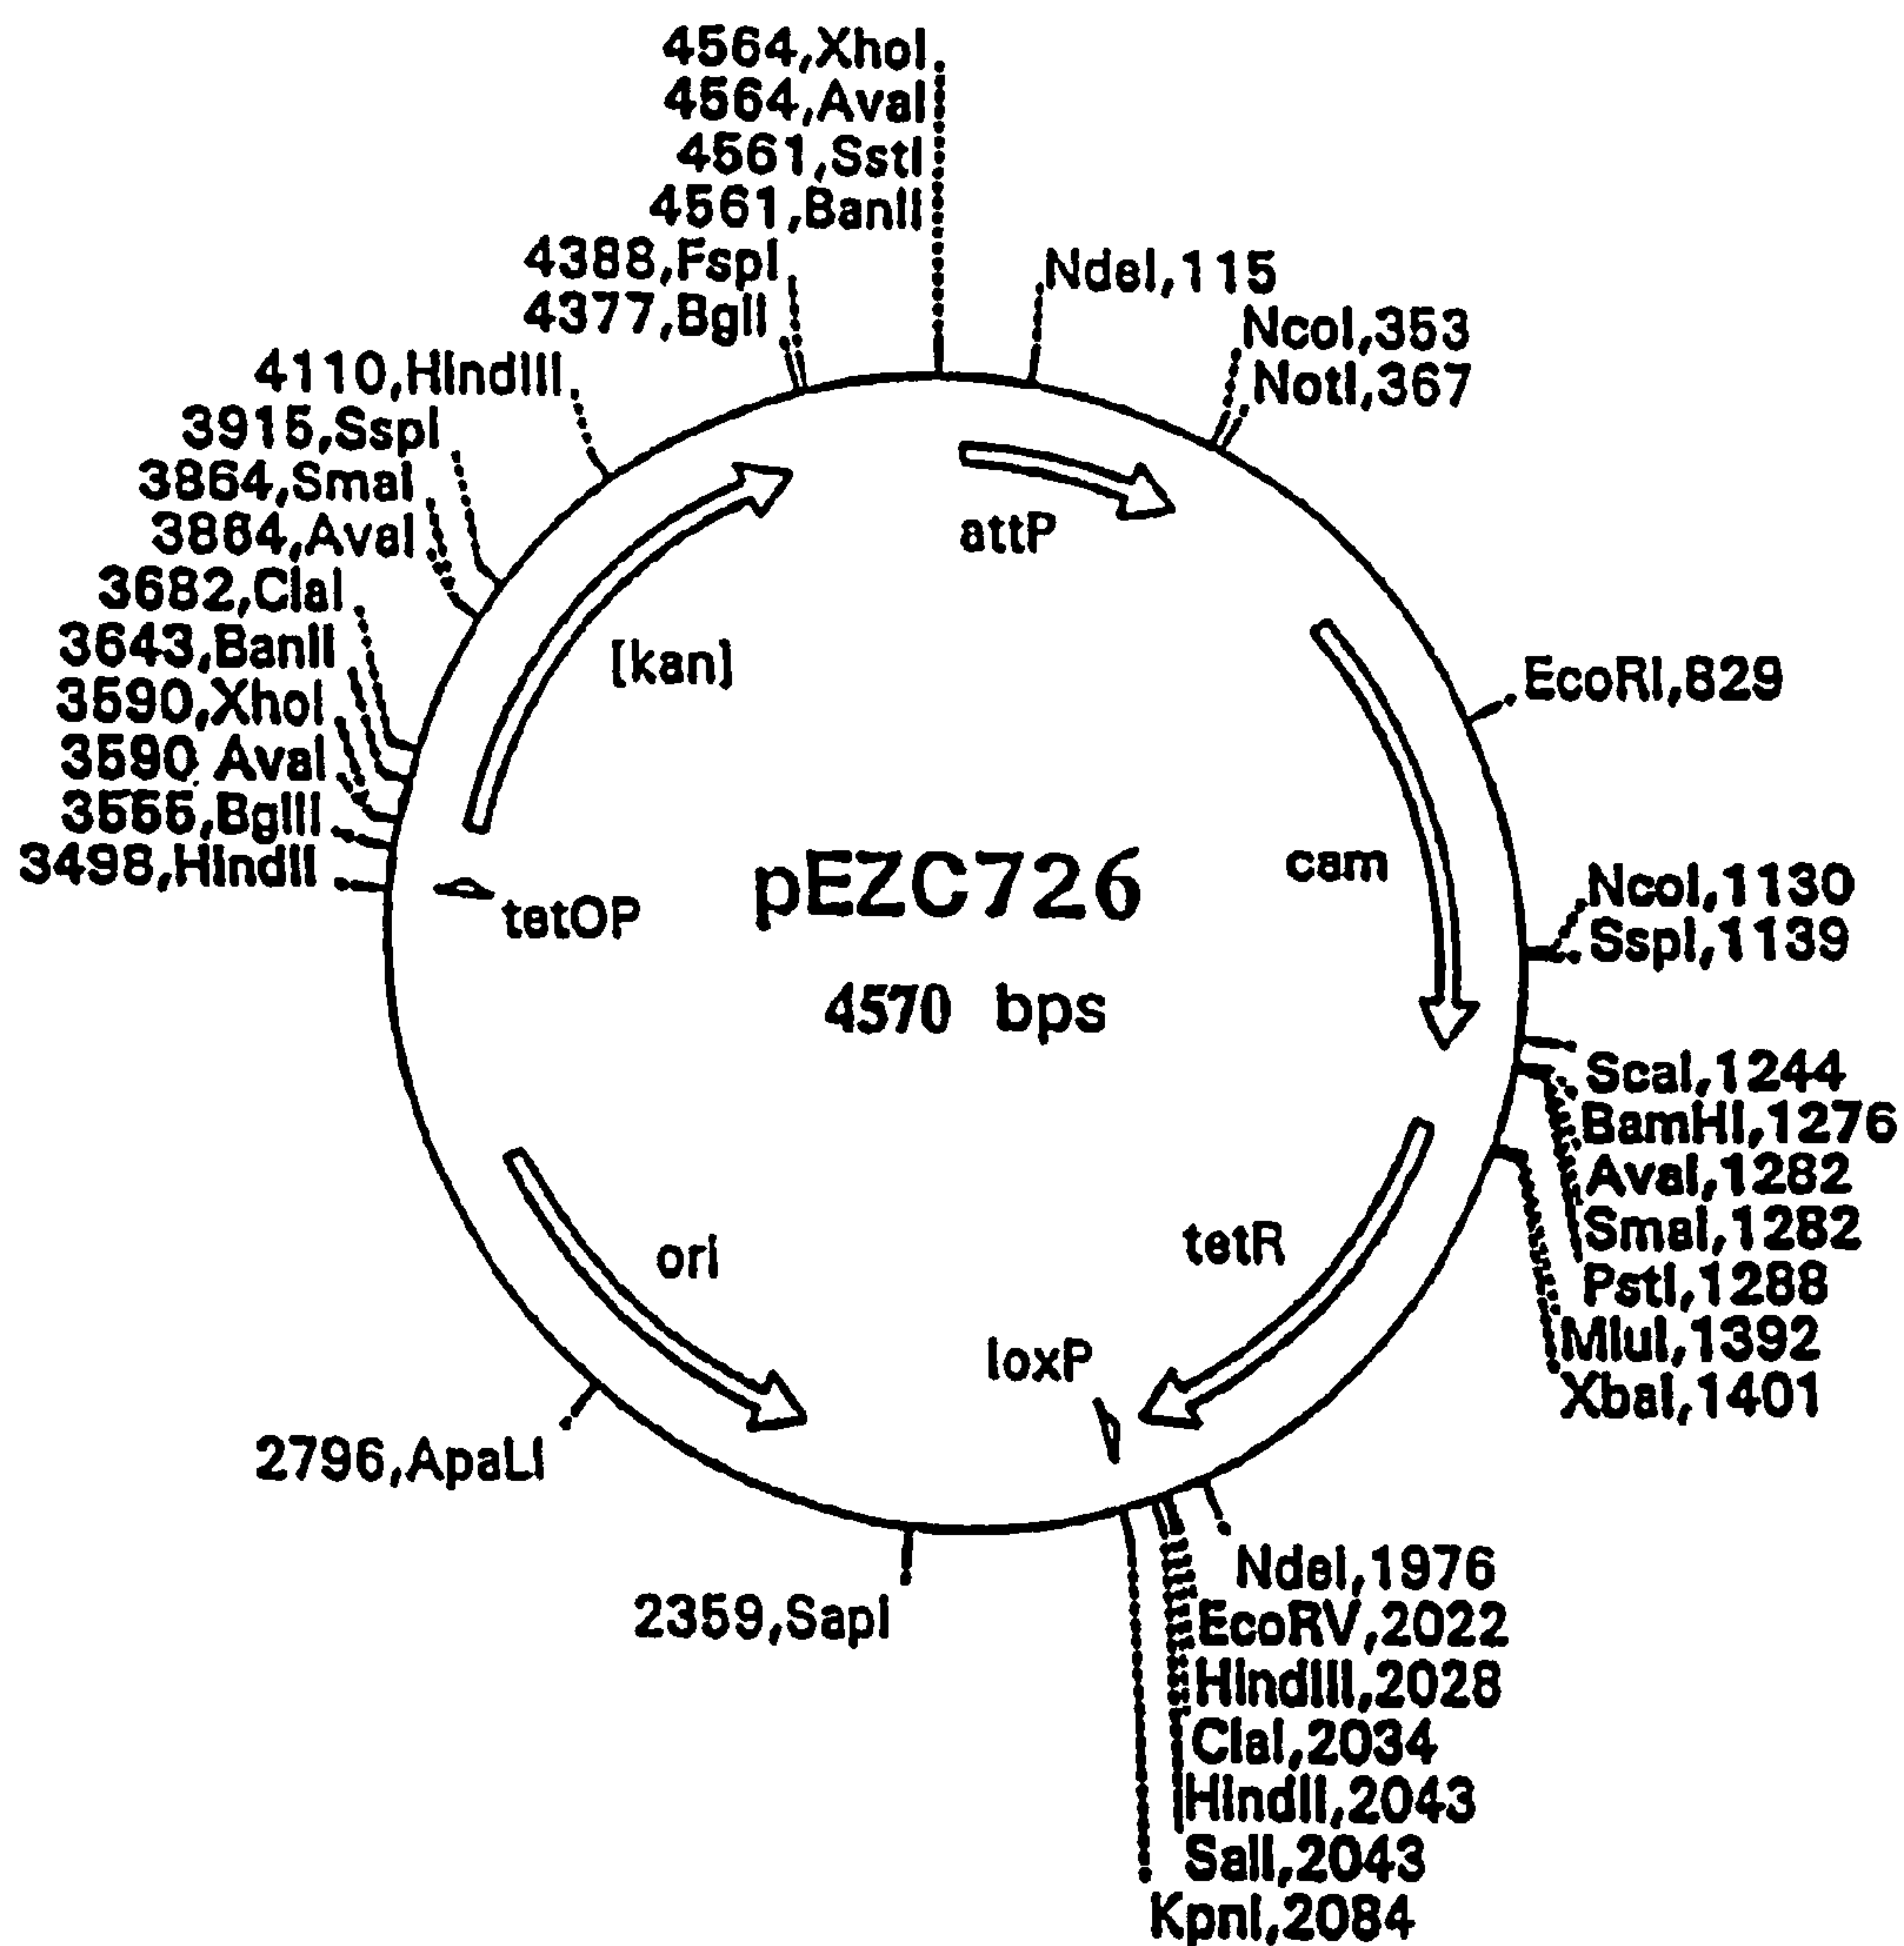 4564,XhoI
4564,AvaI
4561,SstI
4561,BanII
4388,FspI
4377,BglI
4110,HindIII
3915,SspI
3864,SmaI
3864,AvaI
3682,ClaI
3643,BanII
3590,XhoI
3590,AvaI
3555,BglII
3498,HindII
NdeI,115
NcoI,353
NotI,367
EcoRI,829
NcoI,1130
SspI,1139
ScaI,1244
BamHI,1276
AvaI,1282
SmaI,1282
PstI,1288
MluI,1392
XbaI,1401
NdeI,1976
EcoRV,2022
HindIII,2028
ClaI,2034
HindII,2043
SalI,2043
KpnI,2084
2359,SapI
2796,ApaLI
attP
[kan]
cam
tetOP
pEZC726
4570 bps
tetR
ori
loxP